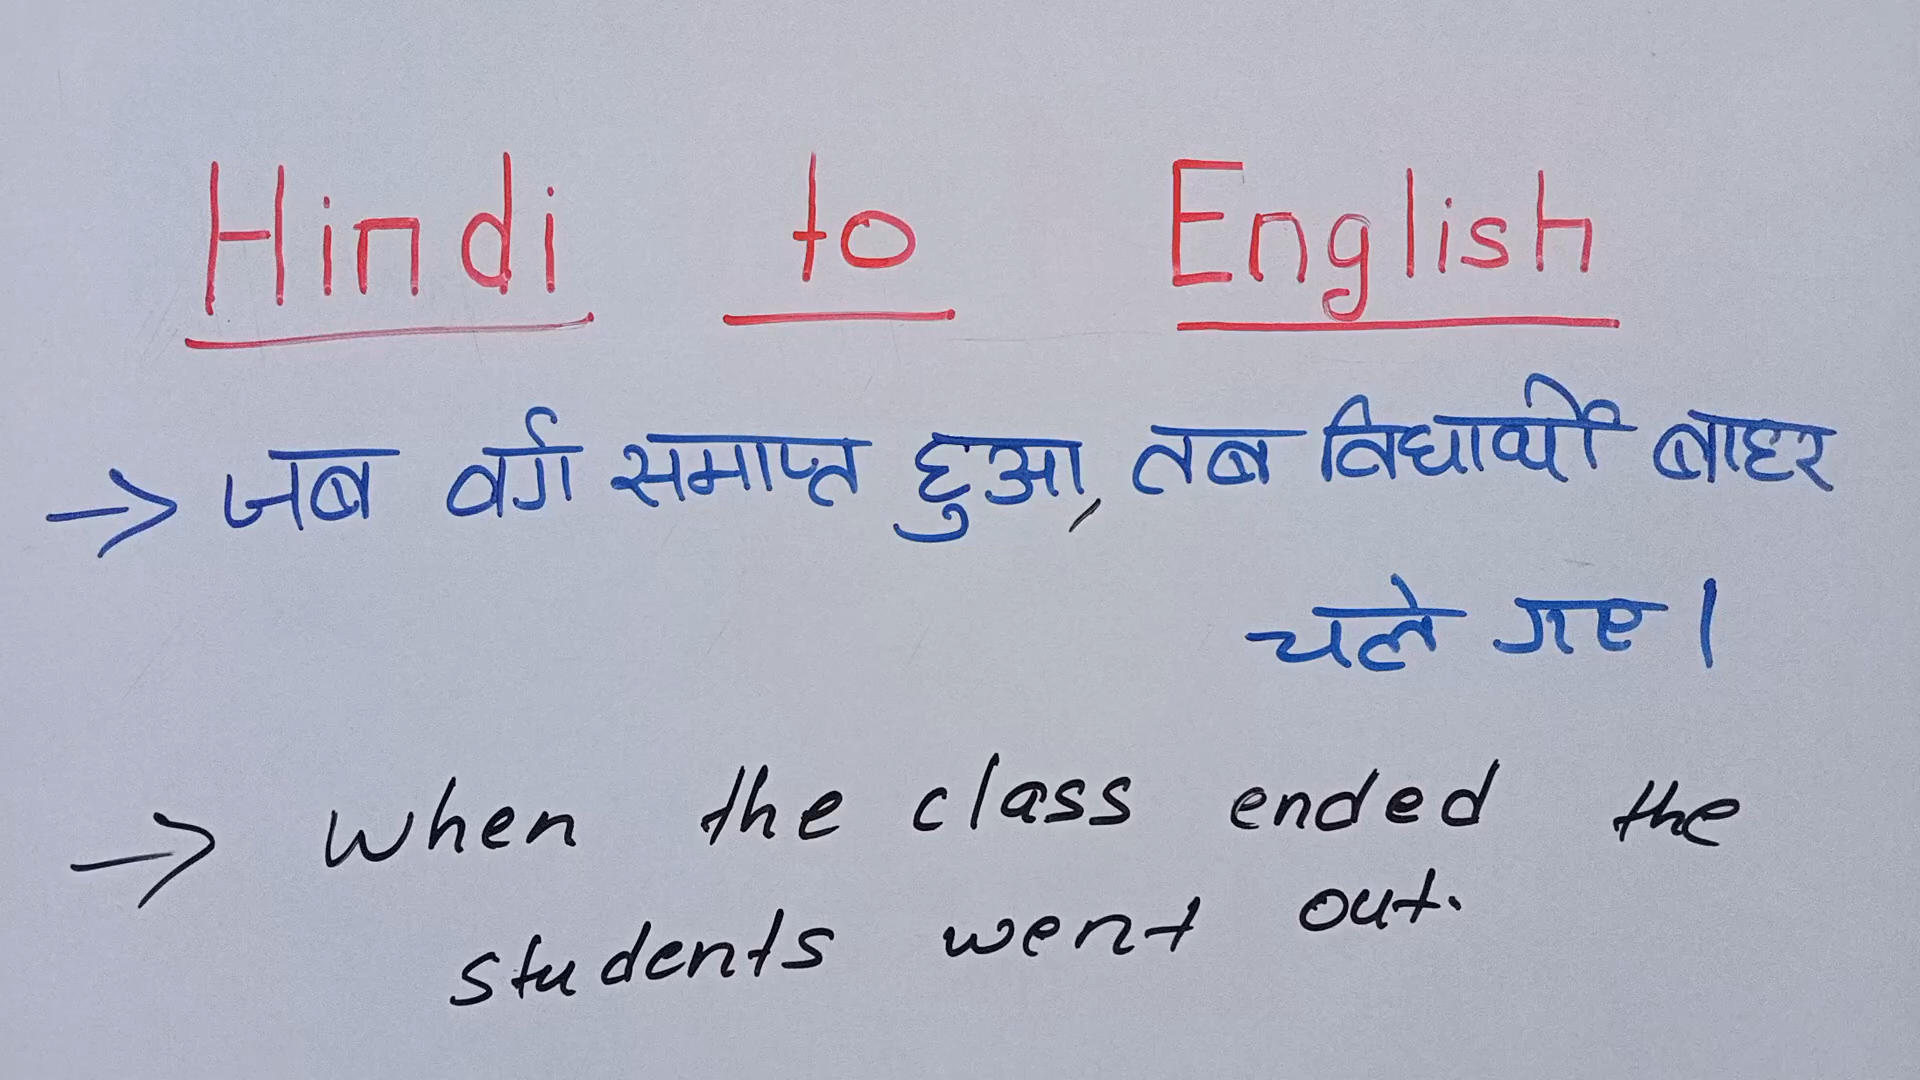 Hindi to English
→ जब वर्ग समाप्त हुआ, तब विद्यार्थी बाहर
चले गए।
→ when the class ended the
students went out.